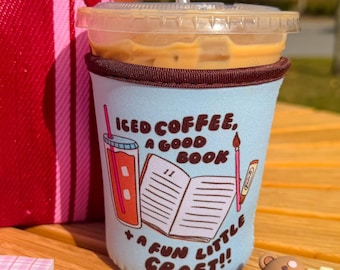 ICED COFFEE,
A GOOD
BOOK
+ A FUN LITTLE
CRAFT!!